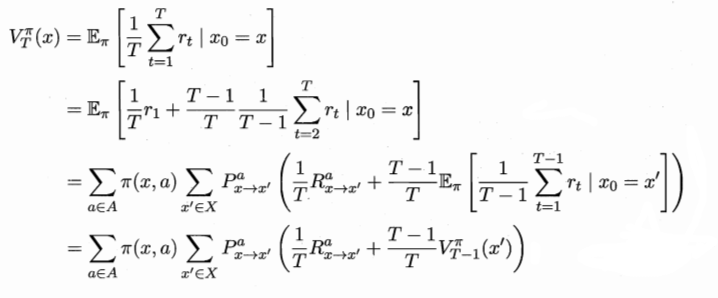 $V_T^{\pi}(x) = \mathbb{E}_{\pi}\left[\frac{1}{T}\sum_{t=1}^{T} r_t \mid x_0 = x\right]$
$= \mathbb{E}_{\pi}\left[\frac{1}{T}r_1 + \frac{T-1}{T}\frac{1}{T-1}\sum_{t=2}^{T} r_t \mid x_0 = x\right]$
$= \sum_{a \in A}\pi(x,a)\sum_{x' \in X} P_{x \to x'}^{a}\left(\frac{1}{T}R_{x \to x'}^{a} + \frac{T-1}{T}\mathbb{E}_{\pi}\left[\frac{1}{T-1}\sum_{t=1}^{T-1} r_t \mid x_0 = x'\right]\right)$
$= \sum_{a \in A}\pi(x,a)\sum_{x' \in X} P_{x \to x'}^{a}\left(\frac{1}{T}R_{x \to x'}^{a} + \frac{T-1}{T}V_{T-1}^{\pi}(x')\right)$